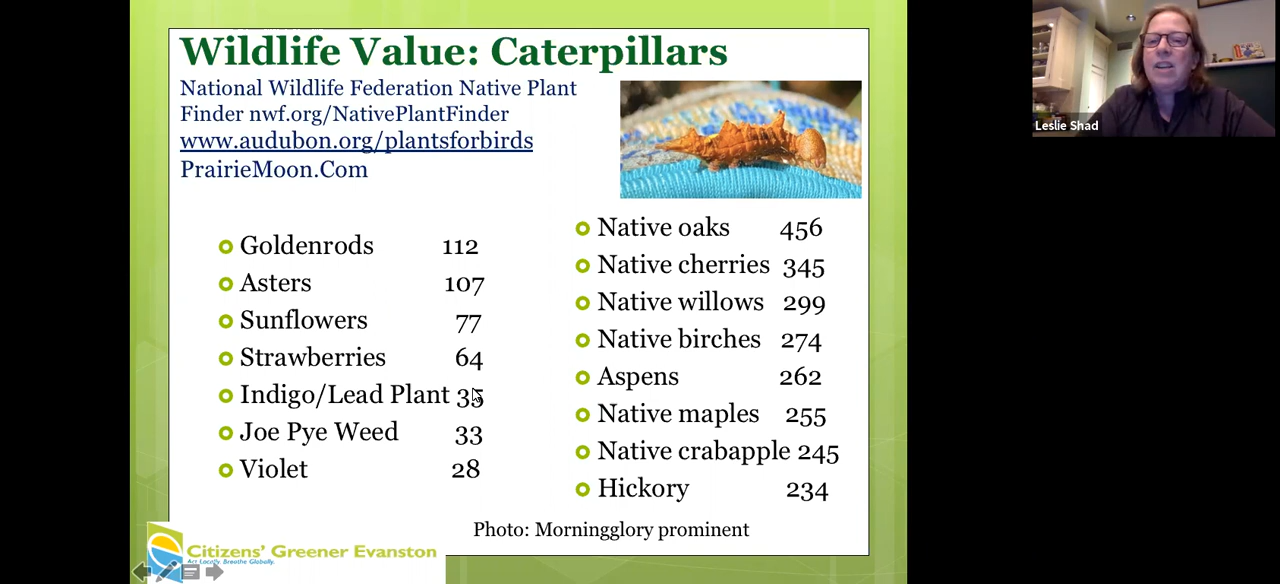 Wildlife Value: Caterpillars
National Wildlife Federation Native Plant
Finder nwf.org/NativePlantFinder
www.audubon.org/plantsforbirds
PrairieMoon.Com
Goldenrods 112
Asters 107
Sunflowers 77
Strawberries 64
Indigo/Lead Plant 35
Joe Pye Weed 33
Violet 28
Native oaks 456
Native cherries 345
Native willows 299
Native birches 274
Aspens 262
Native maples 255
Native crabapple 245
Hickory 234
Photo: Morningglory prominent
Citizens' Greener Evanston
Act Locally. Breathe Globally.
Leslie Shad